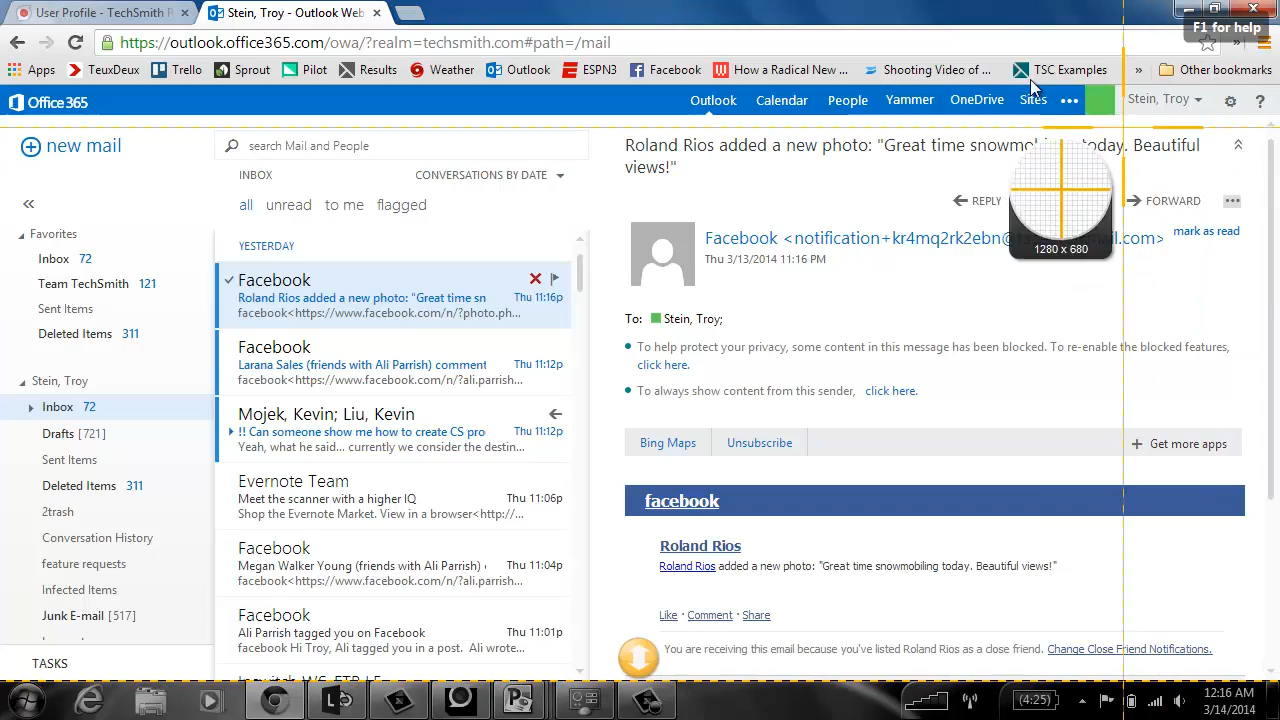 User Profile - TechSmith R
Stein, Troy - Outlook Web
F1 for help
https://outlook.office365.com/owa/?realm=techsmith.com#path=/mail
Apps TeuxDeux Trello Sprout Pilot Results Weather Outlook ESPN3 Facebook How a Radical New ... Shooting Video of ... TSC Examples » Other bookmarks
Office 365
Outlook Calendar People Yammer OneDrive Sites ••• Stein, Troy ?
new mail
search Mail and People
INBOX CONVERSATIONS BY DATE
all unread to me flagged
«
Favorites
Inbox 72
Team TechSmith 121
Sent Items
Deleted Items 311
Stein, Troy
Inbox 72
Drafts [721]
Sent Items
Deleted Items 311
2trash
Conversation History
feature requests
Infected Items
Junk E-mail [517]
TASKS
YESTERDAY
Facebook
Roland Rios added a new photo: "Great time sn Thu 11:16p
facebook<https://www.facebook.com/n/?photo.ph...
Facebook
Larana Sales (friends with Ali Parrish) comment Thu 11:12p
facebook<https://www.facebook.com/n/?ali.parrish...
Mojek, Kevin; Liu, Kevin
!! Can someone show me how to create CS pro Thu 11:12p
Yeah, what he said... currently we consider the destin...
Evernote Team
Meet the scanner with a higher IQ Thu 11:06p
Shop the Evernote Market. View in a browser<http://...
Facebook
Megan Walker Young (friends with Ali Parrish) c Thu 11:04p
facebook<https://www.facebook.com/n/?ali.parrish...
Facebook
Ali Parrish tagged you on Facebook Thu 11:01p
facebook Hi Troy, Ali tagged you in a post. Ali wrote...
Roland Rios added a new photo: "Great time snowmobiling today. Beautiful
views!"
REPLY FORWARD •••
1280 x 680
Facebook <notification+kr4mq2rk2ebn@ mail.com> mark as read
Thu 3/13/2014 11:16 PM
To: Stein, Troy;
To help protect your privacy, some content in this message has been blocked. To re-enable the blocked features,
click here.
To always show content from this sender, click here.
Bing Maps Unsubscribe + Get more apps
facebook
Roland Rios
Roland Rios added a new photo: "Great time snowmobiling today. Beautiful views!"
Like · Comment · Share
You are receiving this email because you've listed Roland Rios as a close friend. Change Close Friend Notifications.
(4:25)
12:16 AM
3/14/2014